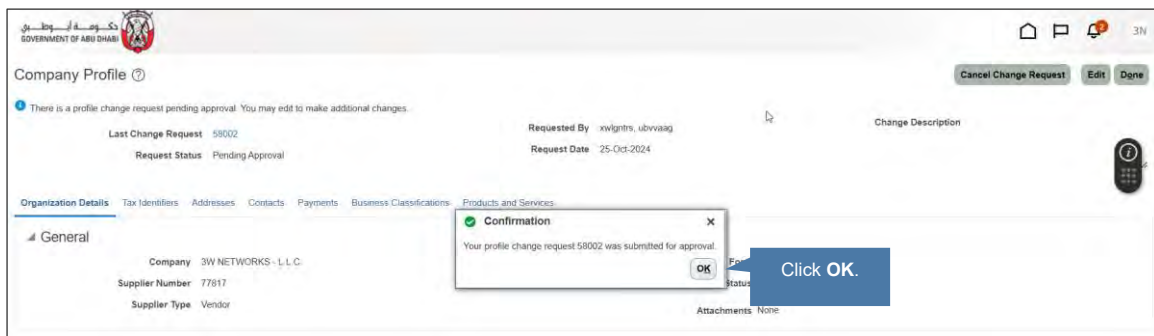 حكومة أبوظبي
GOVERNMENT OF ABU DHABI
2
3N
Company Profile
Cancel Change Request Edit Done
There is a profile change request pending approval. You may edit to make additional changes.
Last Change Request 58002
Requested By xwlgntrs, ubvvaag
Change Description
Request Status Pending Approval
Request Date 25-Oct-2024
Organization Details Tax Identifiers Addresses Contacts Payments Business Classifications Products and Services
General
Confirmation
Your profile change request 58002 was submitted for approval.
OK
Click OK.
Company 3W NETWORKS - L L C
Supplier Number 77817
Status
Supplier Type Vendor
Attachments None